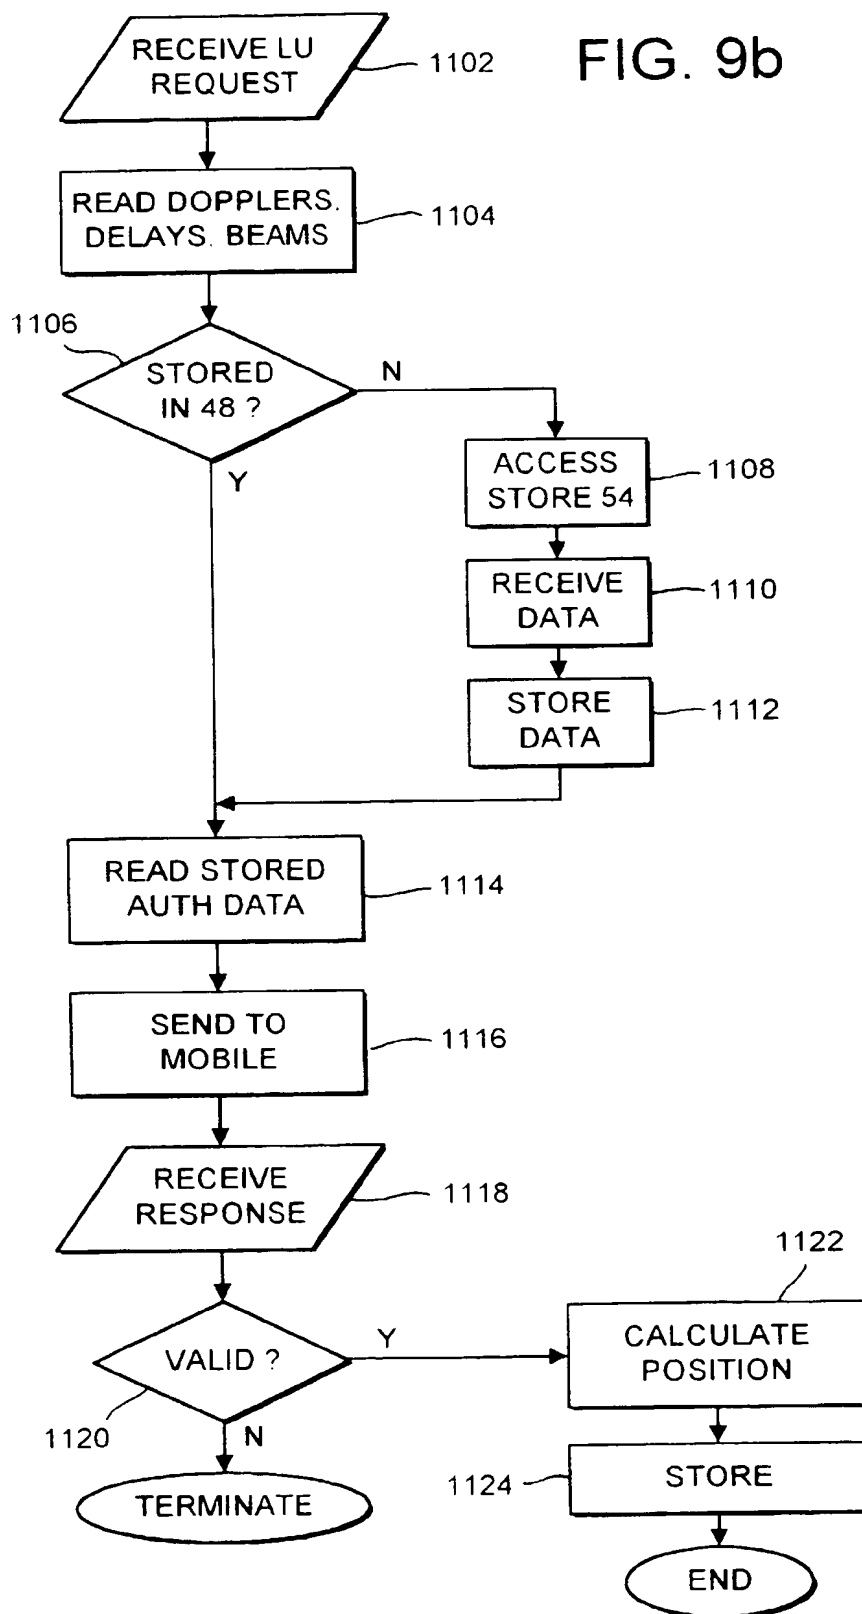 FIG. 9b
RECEIVE LU
REQUEST
1102
READ DOPPLERS.
DELAYS. BEAMS
1104
1106
STORED
IN 48 ?
N
Y
ACCESS
STORE 54
1108
RECEIVE
DATA
1110
STORE
DATA
1112
READ STORED
AUTH DATA
1114
SEND TO
MOBILE
1116
RECEIVE
RESPONSE
1118
VALID ?
Y
1120
N
TERMINATE
1122
CALCULATE
POSITION
1124
STORE
END